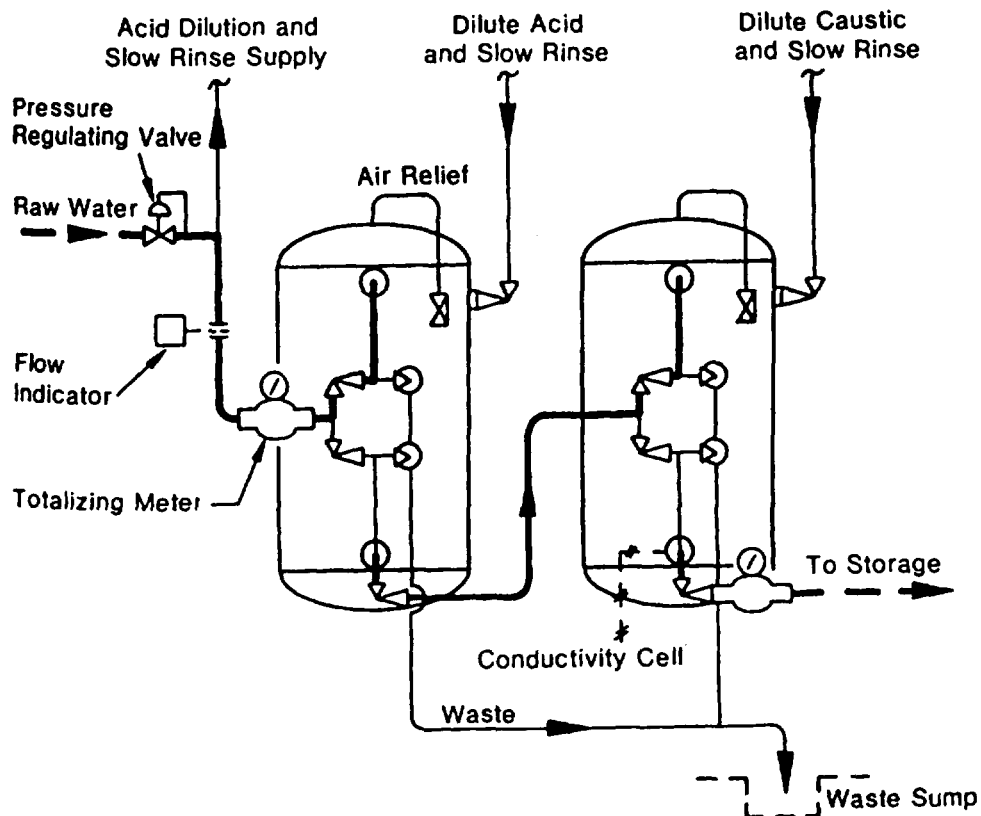 Acid Dilution and
Slow Rinse Supply
Dilute Acid
and Slow Rinse
Dilute Caustic
and Slow Rinse
Pressure
Regulating Valve
Air Relief
Raw Water
Flow
Indicator
Totalizing Meter
To Storage
Conductivity Cell
Waste
Waste Sump